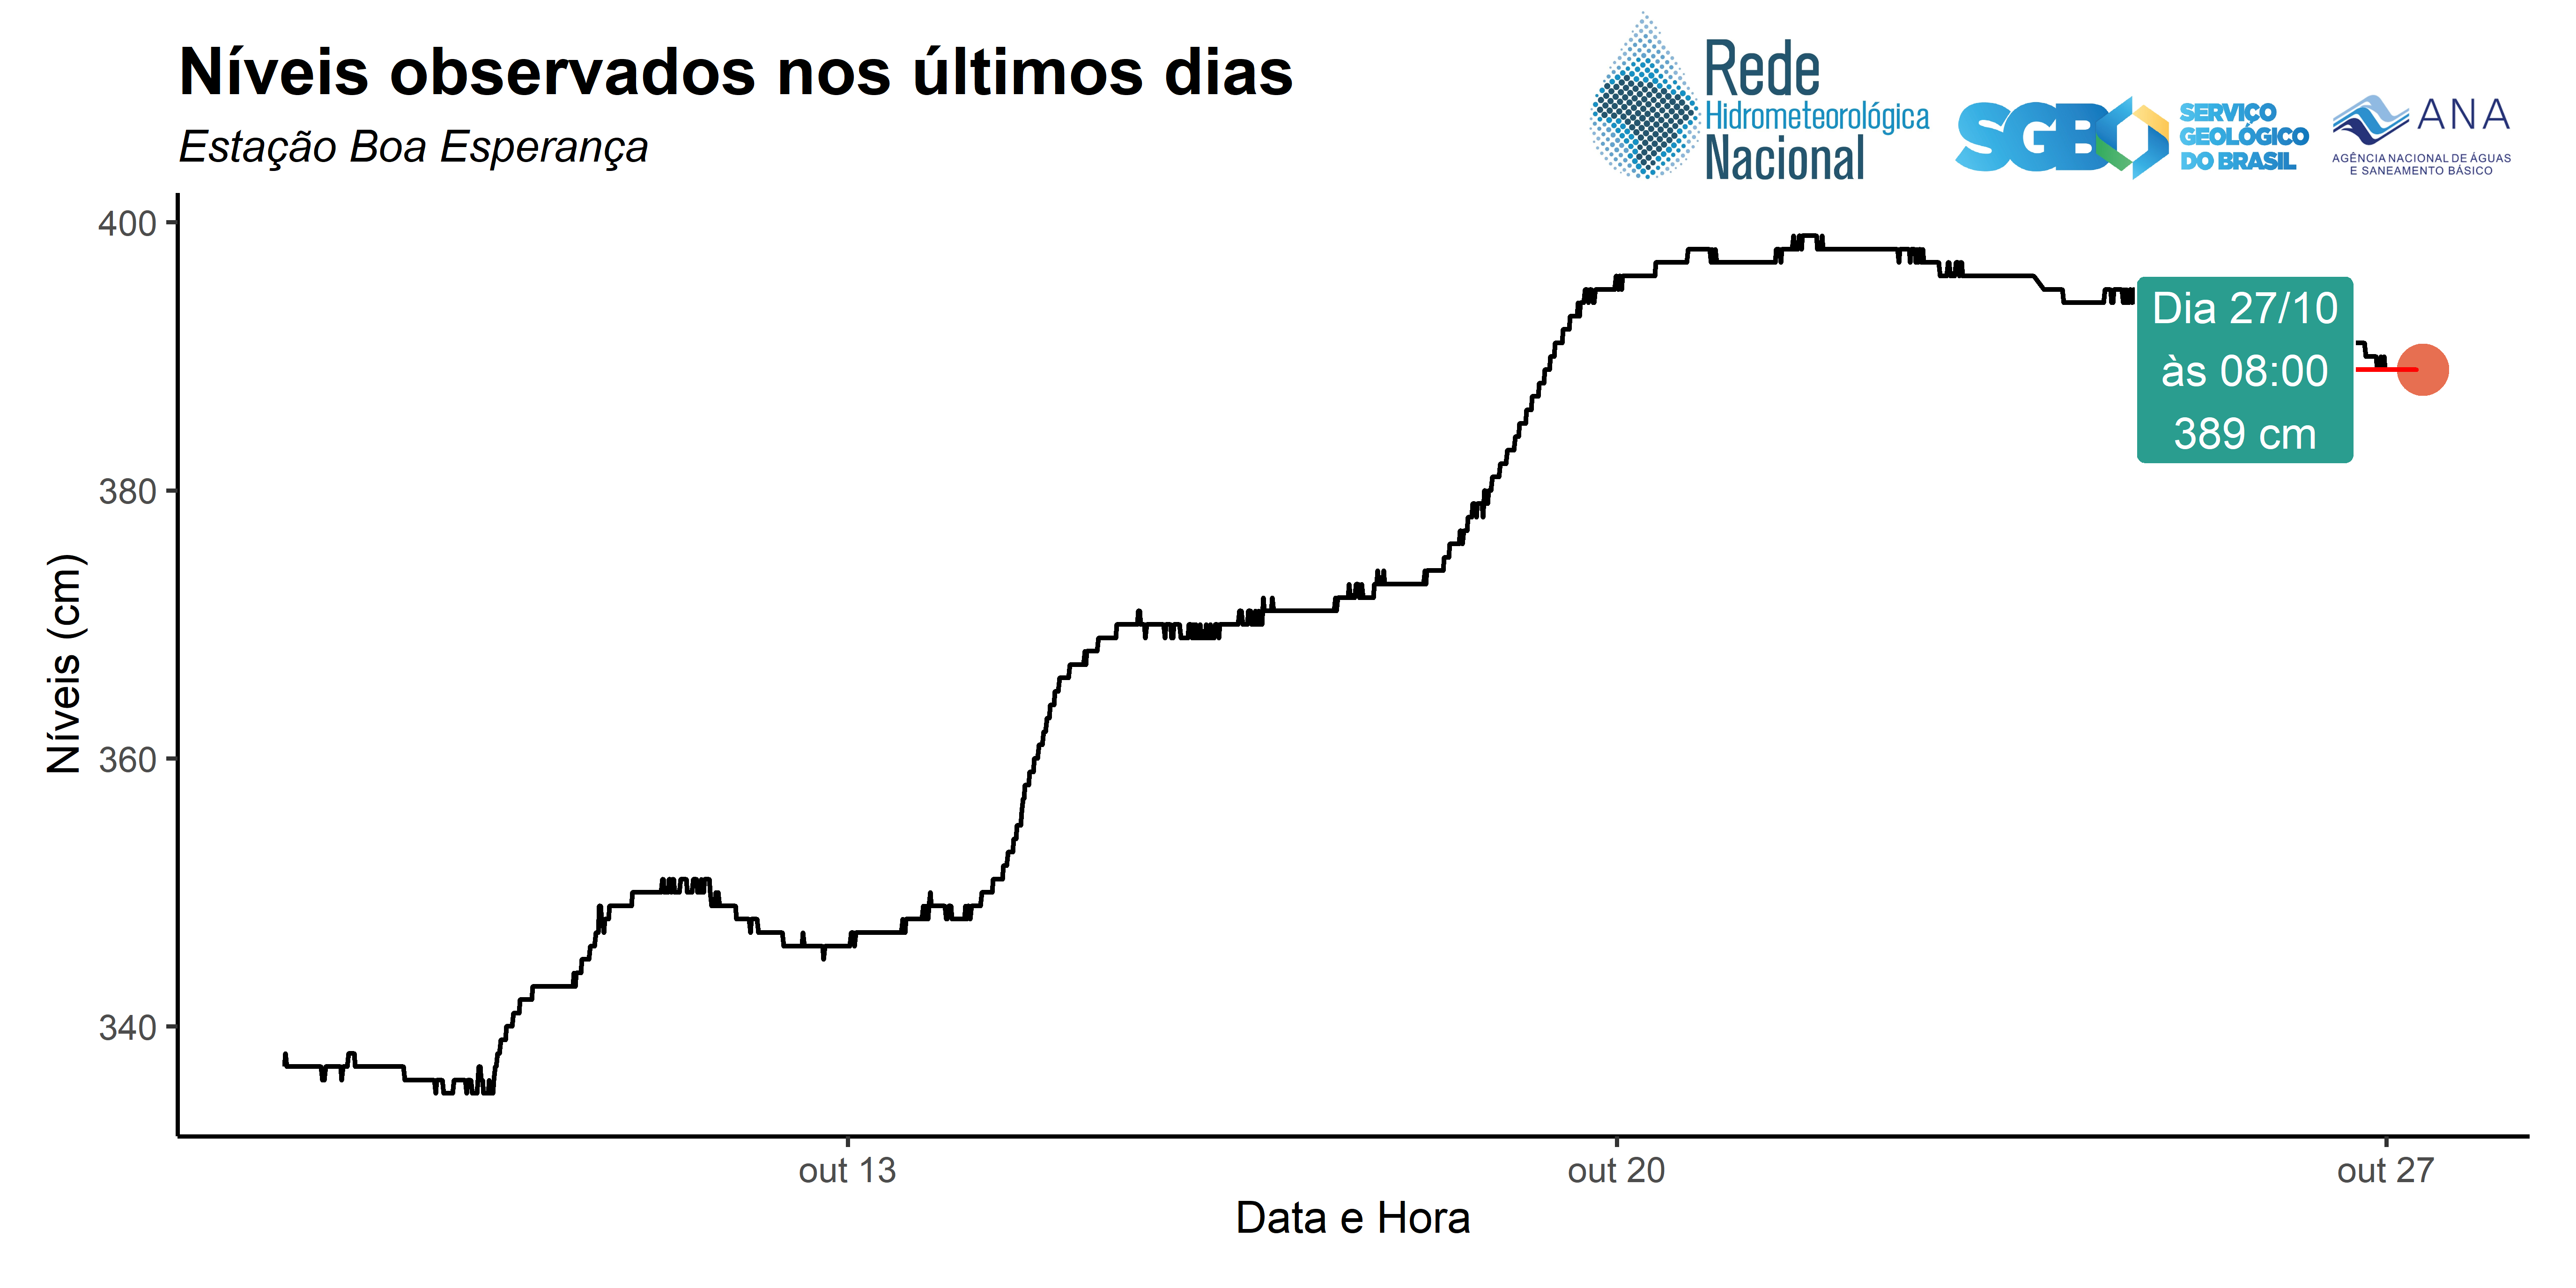 Níveis observados nos últimos dias
Estação Boa Esperança
Rede
Hidrometeorológica
Nacional
SGB
SERVIÇO
GEOLÓGICO
DO BRASIL
ANA
AGÊNCIA NACIONAL DE ÁGUAS
E SANEAMENTO BÁSICO
400
380
360
340
Níveis (cm)
Dia 27/10
às 08:00
389 cm
out 13
out 20
out 27
Data e Hora